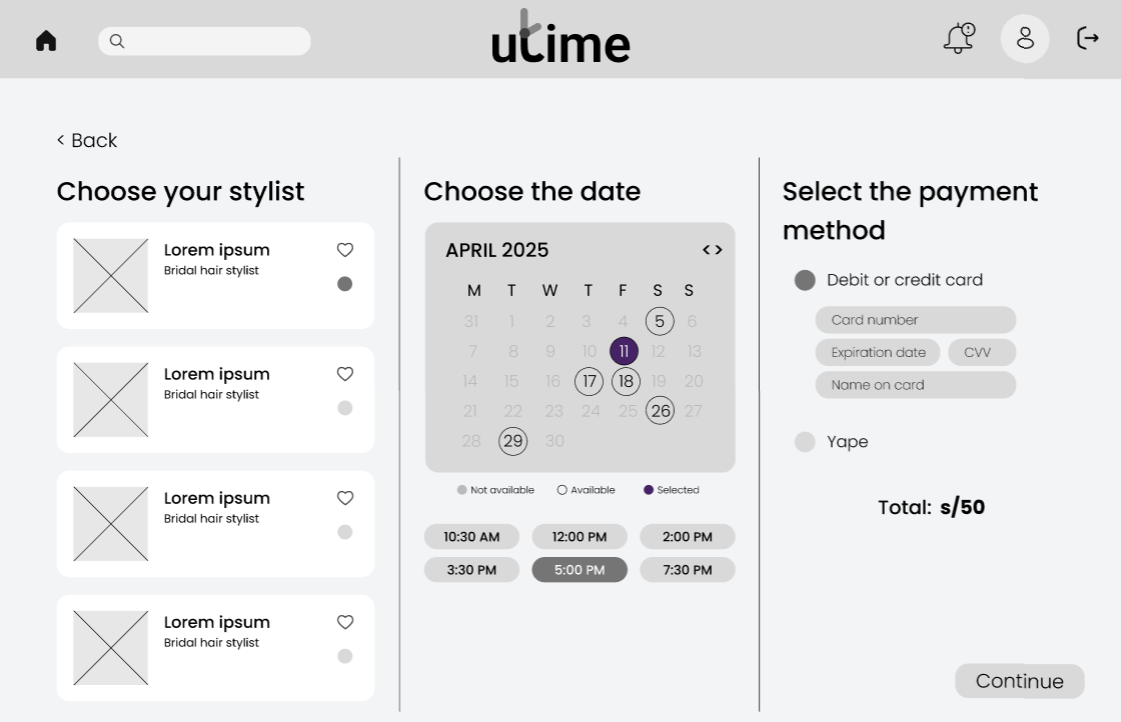 utime
< Back
Choose your stylist
Lorem ipsum
Bridal hair stylist
Lorem ipsum
Bridal hair stylist
Lorem ipsum
Bridal hair stylist
Lorem ipsum
Bridal hair stylist
Choose the date
APRIL 2025 < >
M T W T F S S
31 1 2 3 4 5 6
7 8 9 10 11 12 13
14 15 16 17 18 19 20
21 22 23 24 25 26 27
28 29 30
Not available Available Selected
10:30 AM 12:00 PM 2:00 PM
3:30 PM 5:00 PM 7:30 PM
Select the payment
method
Debit or credit card
Card number
Expiration date CVV
Name on card
Yape
Total: s/50
Continue